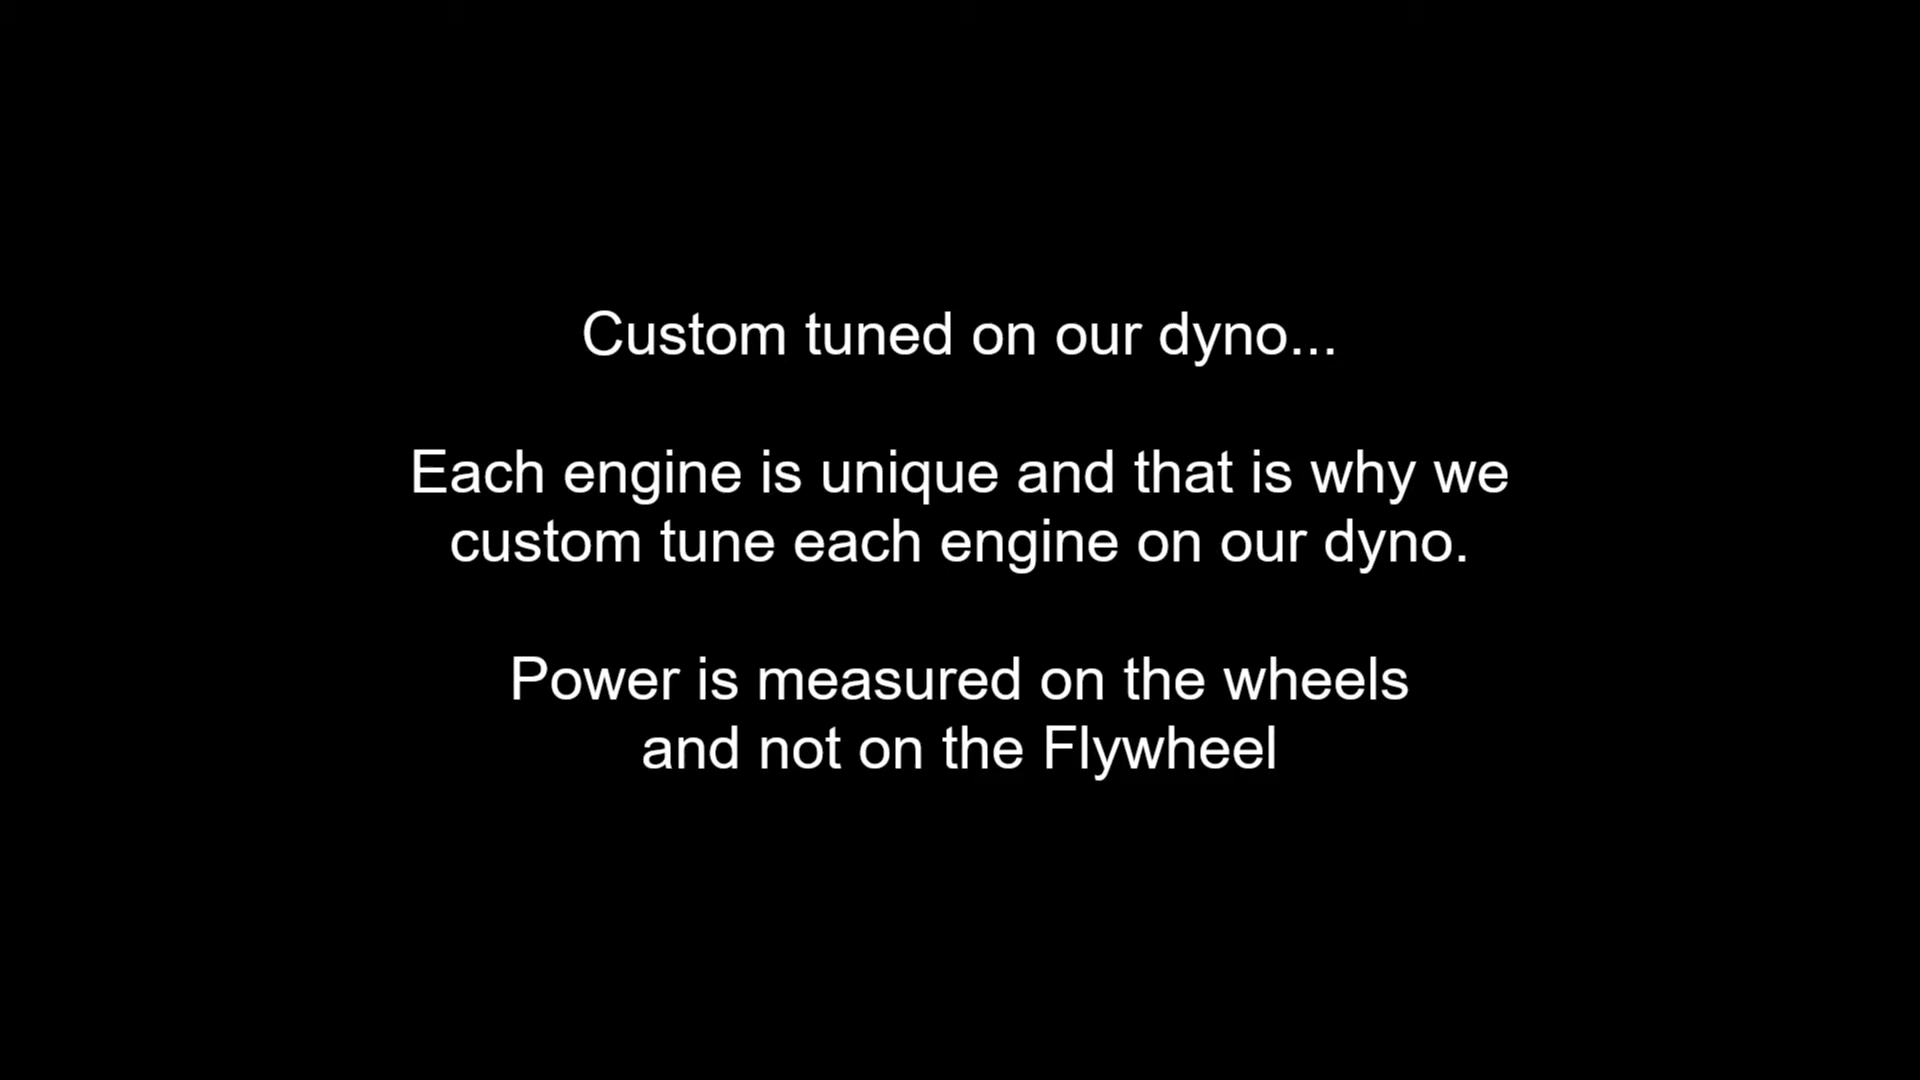 Custom tuned on our dyno...
Each engine is unique and that is why we
custom tune each engine on our dyno.
Power is measured on the wheels
and not on the Flywheel